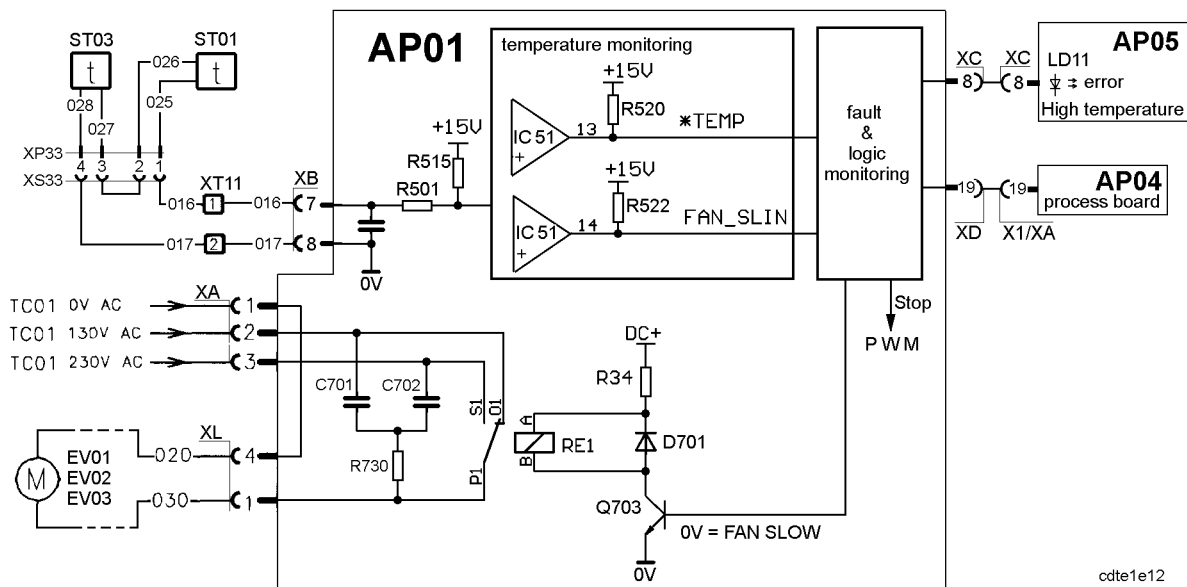 ST03
ST01
t
t
026
025
028
027
XP33
4 3 2 1
XS33
XT11
XB
016 1 016 7
017 2 017 8
AP01
+15V
R515
R501
0V
temperature monitoring
+15V
R520
IC51
+
13
*TEMP
+15V
R522
IC51
+
14
FAN_SLIN
fault
&
logic
monitoring
XC XC
8 8
AP05
LD11
error
High temperature
19 19
XD X1/XA
AP04
process board
Stop
PWM
XA
TC01 0V AC 1
TC01 130V AC 2
TC01 230V AC 3
C701
C702
R730
S1
O1
P1
XL
M
EV01
EV02
EV03
020 4
030 1
DC+
R34
A
B
RE1
D701
Q703
0V = FAN SLOW
0V
cdte1e12